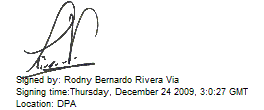 Signed by: Rodny Bernardo Rivera Via
Signing time:Thursday, December 24 2009, 3:0:27 GMT
Location: DPA